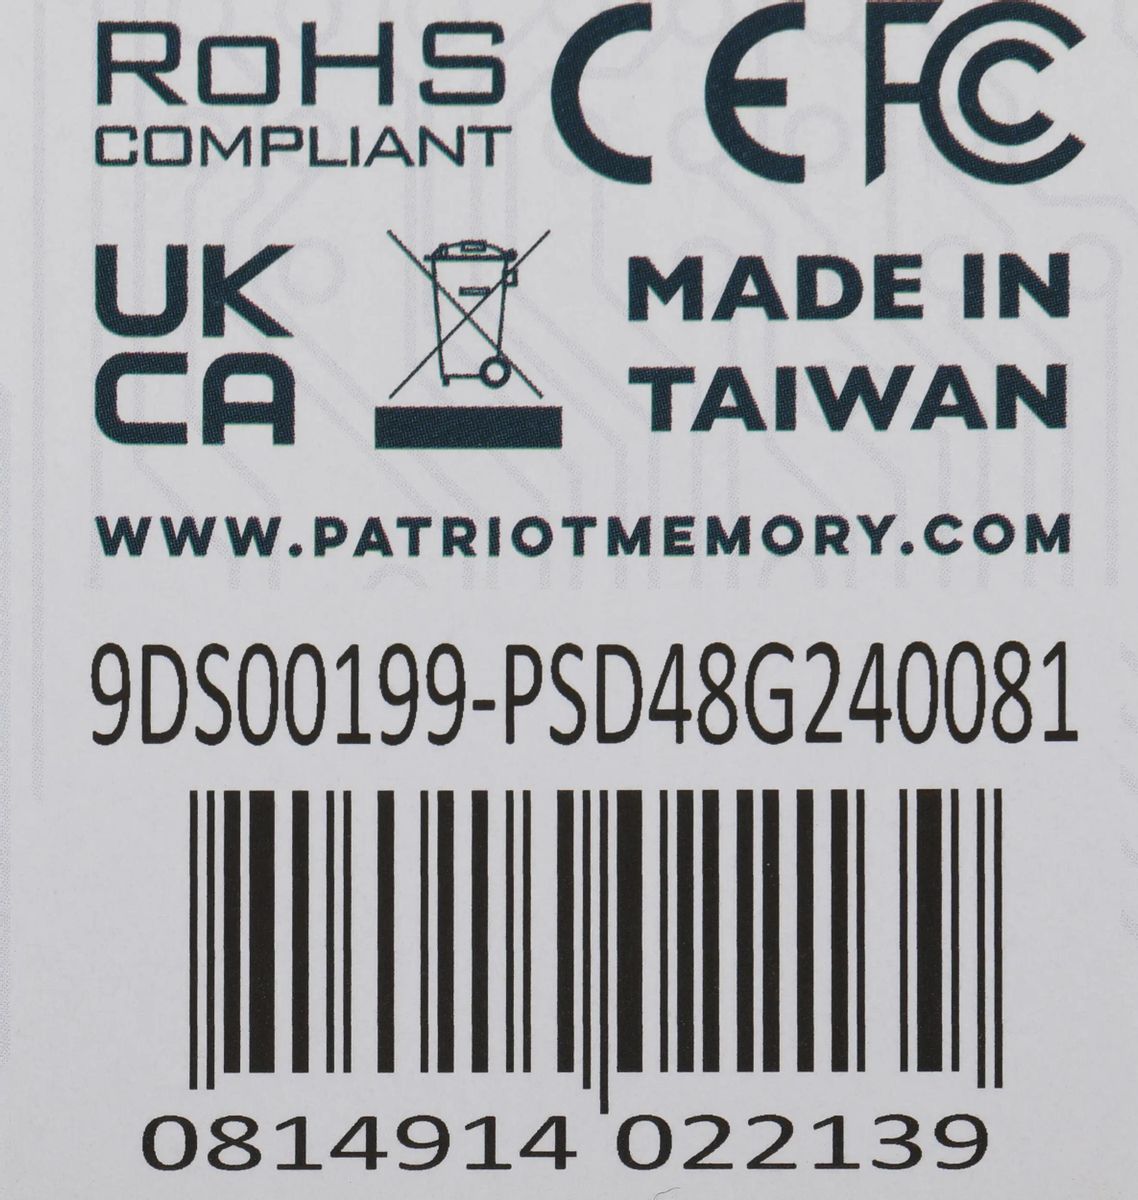 RoHS CE FC
COMPLIANT
UK
CA
MADE IN
TAIWAN
WWW.PATRIOTMEMORY.COM
9DS00199-PSD48G240081
0814914 022139